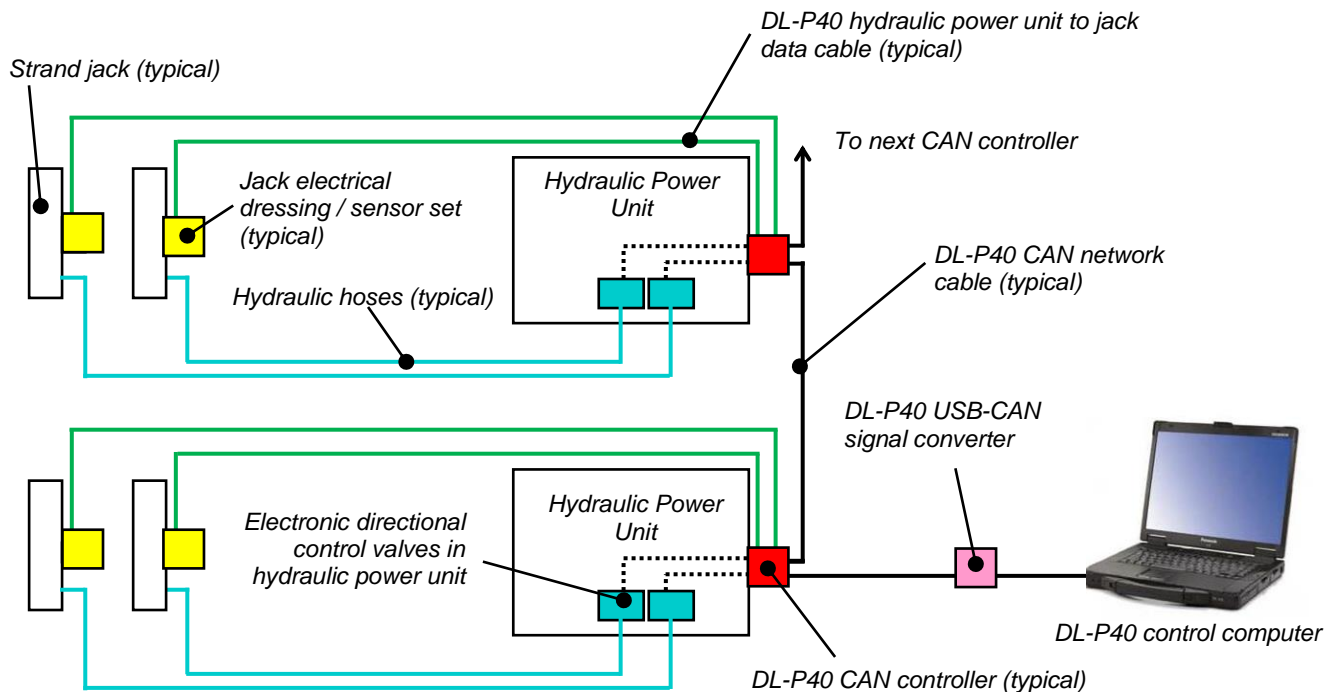 DL-P40 hydraulic power unit to jack
data cable (typical)
Strand jack (typical)
To next CAN controller
Jack electrical
dressing / sensor set
(typical)
Hydraulic Power
Unit
DL-P40 CAN network
cable (typical)
Hydraulic hoses (typical)
DL-P40 USB-CAN
signal converter
Hydraulic Power
Unit
Electronic directional
control valves in
hydraulic power unit
Panasonic
DL-P40 control computer
DL-P40 CAN controller (typical)